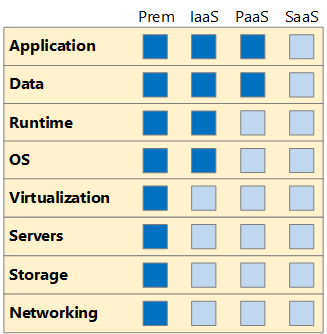 Prem IaaS PaaS SaaS
Application
Data
Runtime
OS
Virtualization
Servers
Storage
Networking